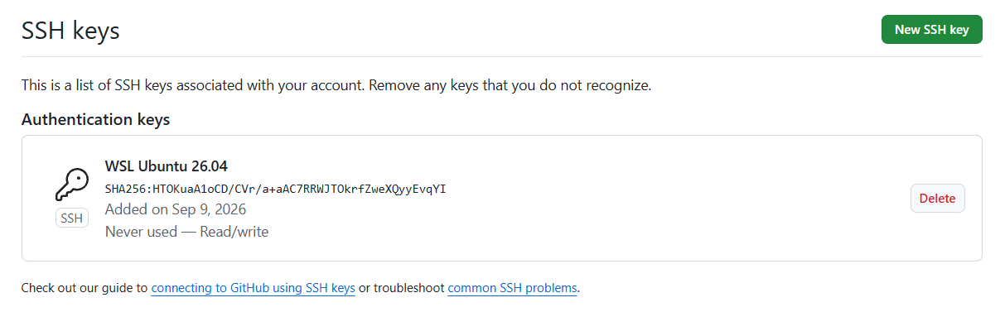 SSH keys
New SSH key
This is a list of SSH keys associated with your account. Remove any keys that you do not recognize.
Authentication keys
WSL Ubuntu 26.04
SHA256:HTOKuaA1oCD/CVr/a+aAC7RRWJTOkrfZweXQyyEvqYI
Added on Sep 9, 2026
Never used — Read/write
SSH
Delete
Check out our guide to connecting to GitHub using SSH keys or troubleshoot common SSH problems.